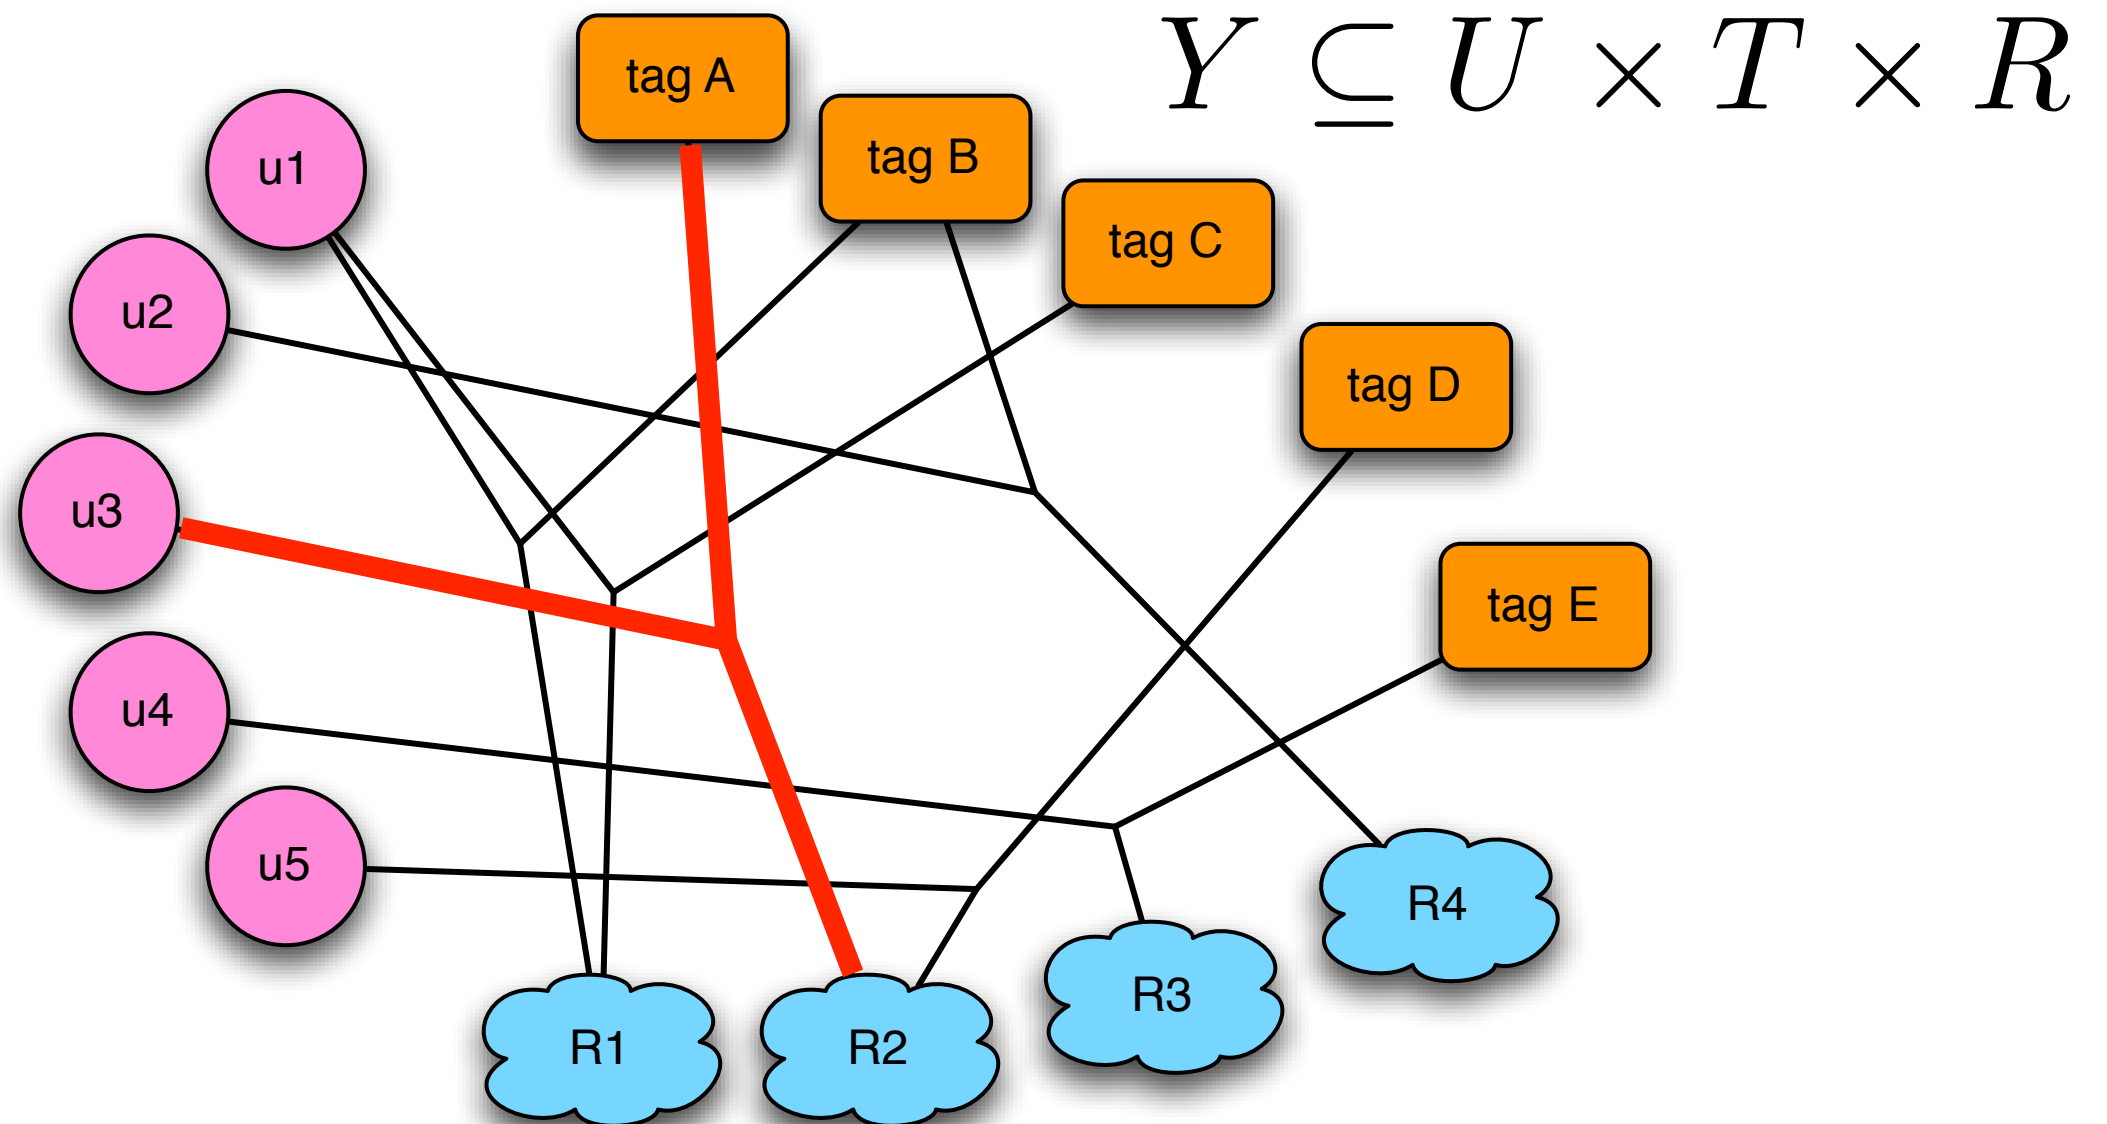 Y ⊆ U × T × R
tag A
tag B
u1
tag C
u2
tag D
u3
tag E
u4
u5
R4
R3
R1
R2